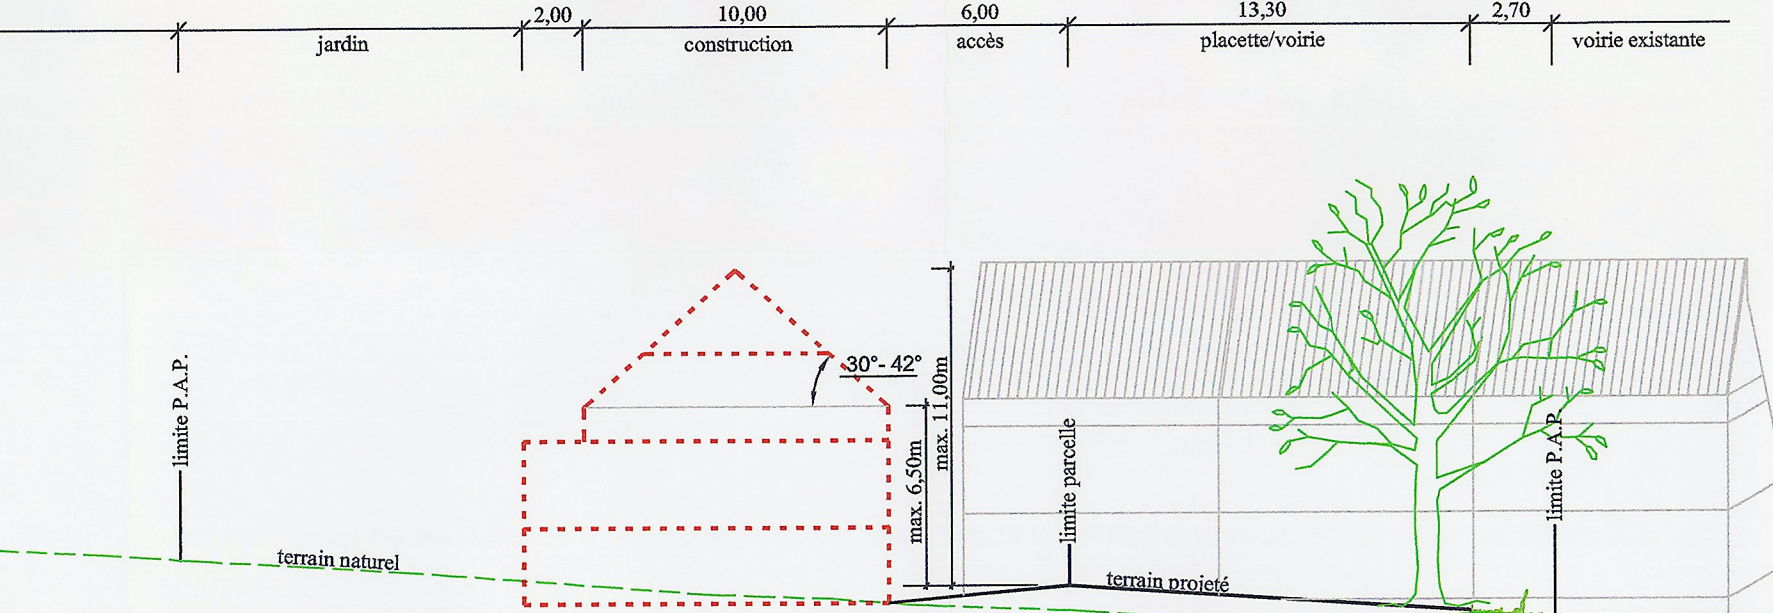 2,00 10,00 6,00 13,30 2,70
jardin construction accès placette/voirie voirie existante
limite P.A.P.
30°- 42°
max. 11,00m
max. 6,50m
limite parcelle
limite P.A.P.
terrain naturel
terrain projeté